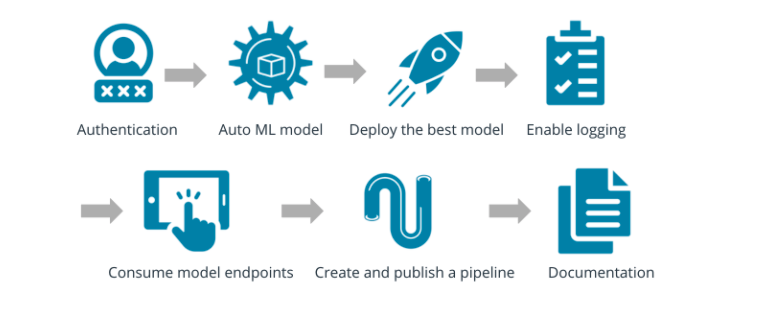 Authentication
Auto ML model
Deploy the best model
Enable logging
Consume model endpoints
Create and publish a pipeline
Documentation